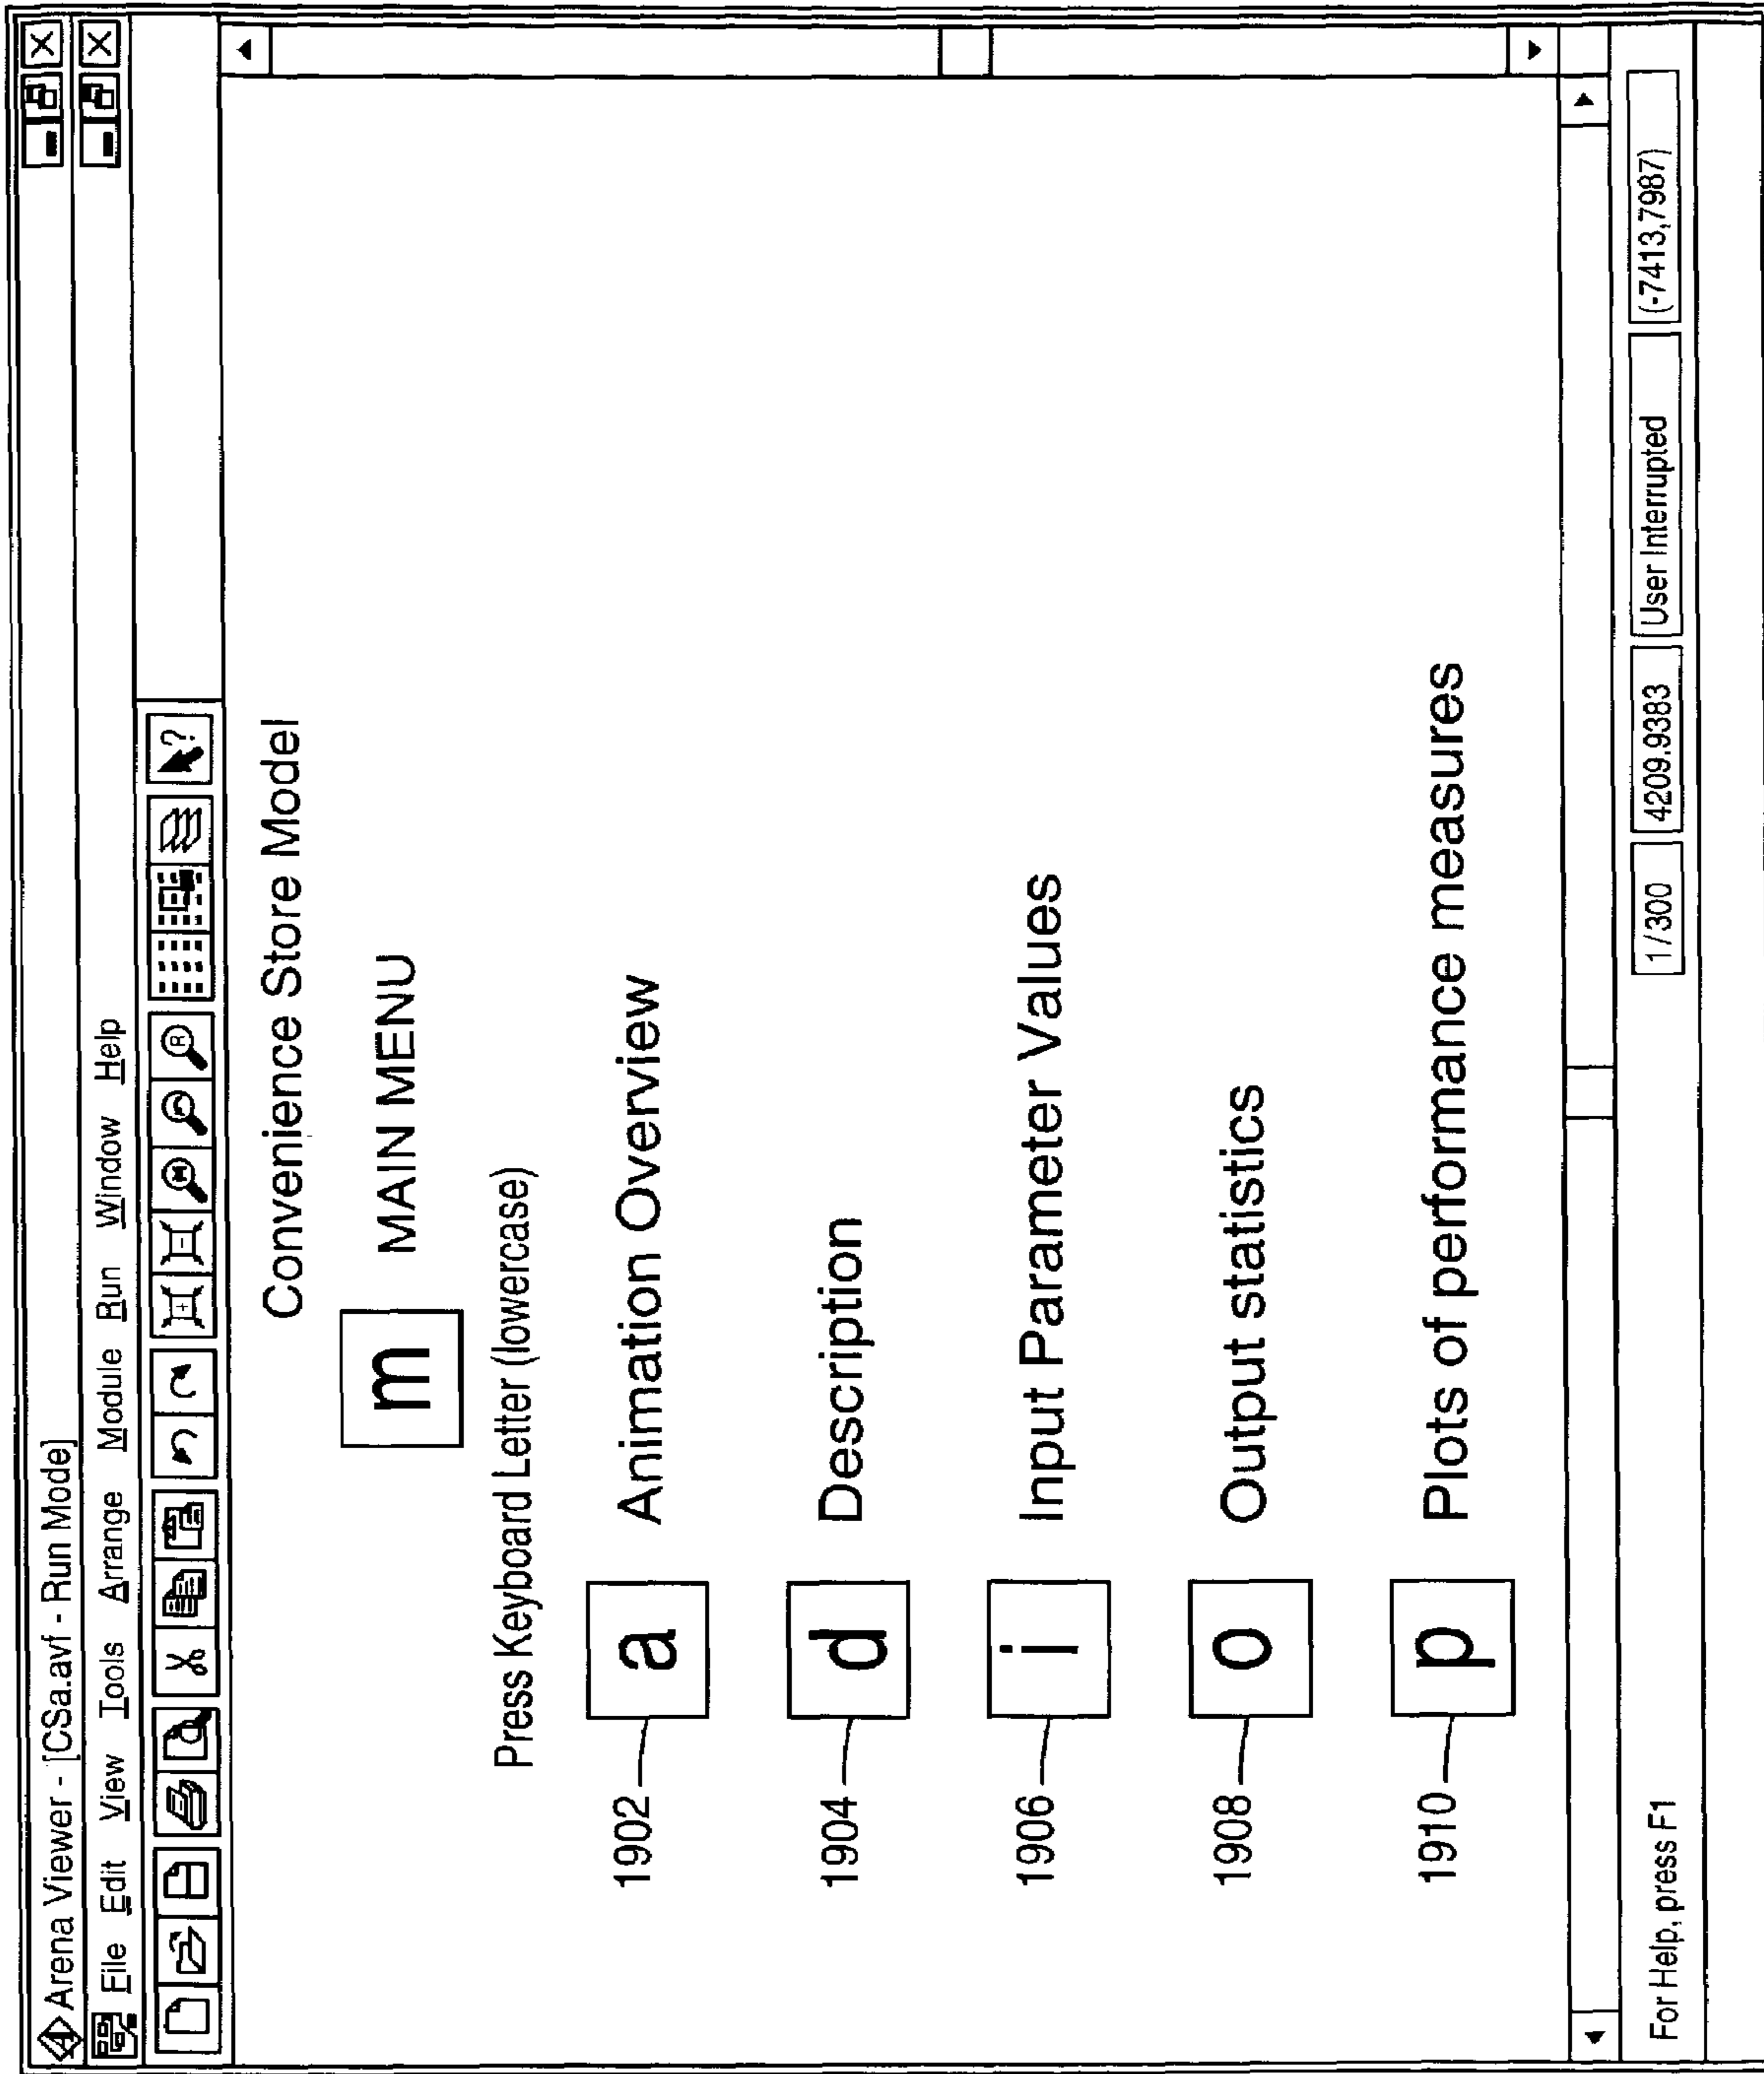 Arena Viewer - [CSa.avf - Run Mode]
File Edit View Tools Arrange Module Run Window Help
Convenience Store Model
m MAIN MENU
Press Keyboard Letter (lowercase)
1902 a Animation Overview
1904 d Description
1906 i Input Parameter Values
1908 o Output statistics
1910 p Plots of performance measures
For Help, press F1 1/300 4209.9383 User Interrupted (-7413,7987)